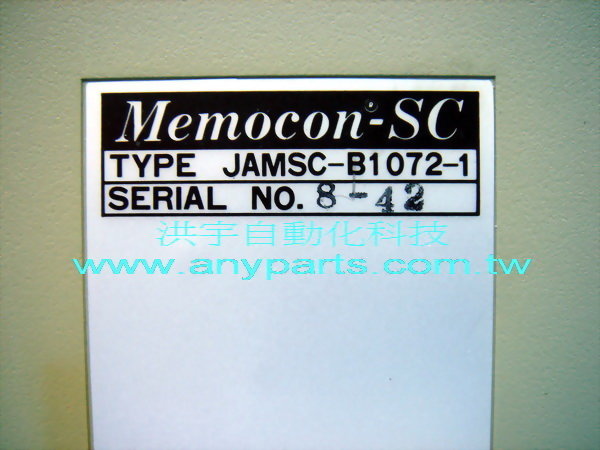 Memocon-SC
TYPE JAMSC-B1072-1
SERIAL NO. 8-42
洪宇自動化科技
www.anyparts.com.tw